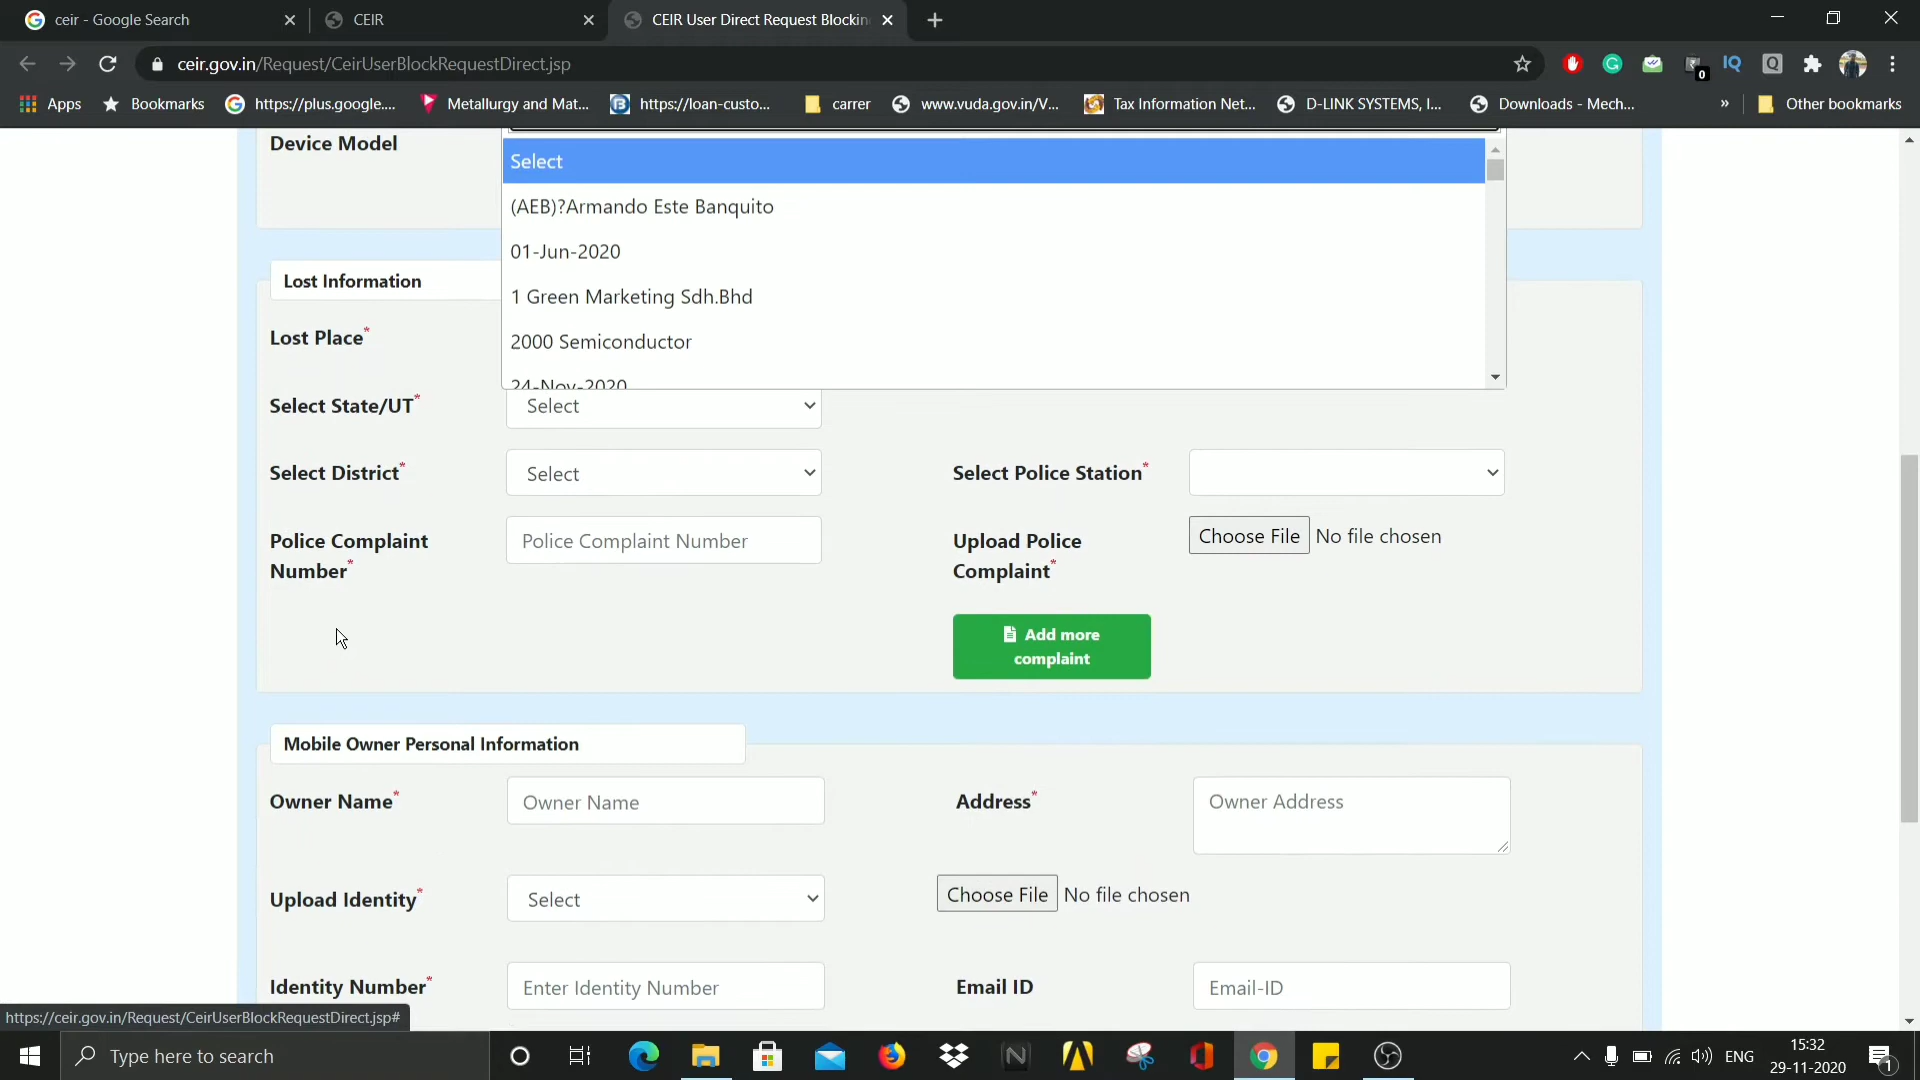 ceir - Google Search
CEIR
CEIR User Direct Request Blockin
ceir.gov.in/Request/CeirUserBlockRequestDirect.jsp
0
IQ
Apps
Bookmarks
https://plus.google....
Metallurgy and Mat...
https://loan-custo...
carrer
www.vuda.gov.in/V...
Tax Information Net...
D-LINK SYSTEMS, I...
Downloads - Mech...
»
Other bookmarks
Device Model
Select
(AEB)?Armando Este Banquito
01-Jun-2020
1 Green Marketing Sdh.Bhd
2000 Semiconductor
24-Nov-2020
Lost Information
Lost Place*
Select State/UT*
Select
Select District*
Select
Select Police Station*
Police Complaint
Number*
Police Complaint Number
Upload Police
Complaint*
Choose File No file chosen
Add more
complaint
Mobile Owner Personal Information
Owner Name*
Owner Name
Address*
Owner Address
Upload Identity*
Select
Choose File No file chosen
Identity Number*
Enter Identity Number
Email ID
Email-ID
https://ceir.gov.in/Request/CeirUserBlockRequestDirect.jsp#
Type here to search
ENG
15:32
29-11-2020
1